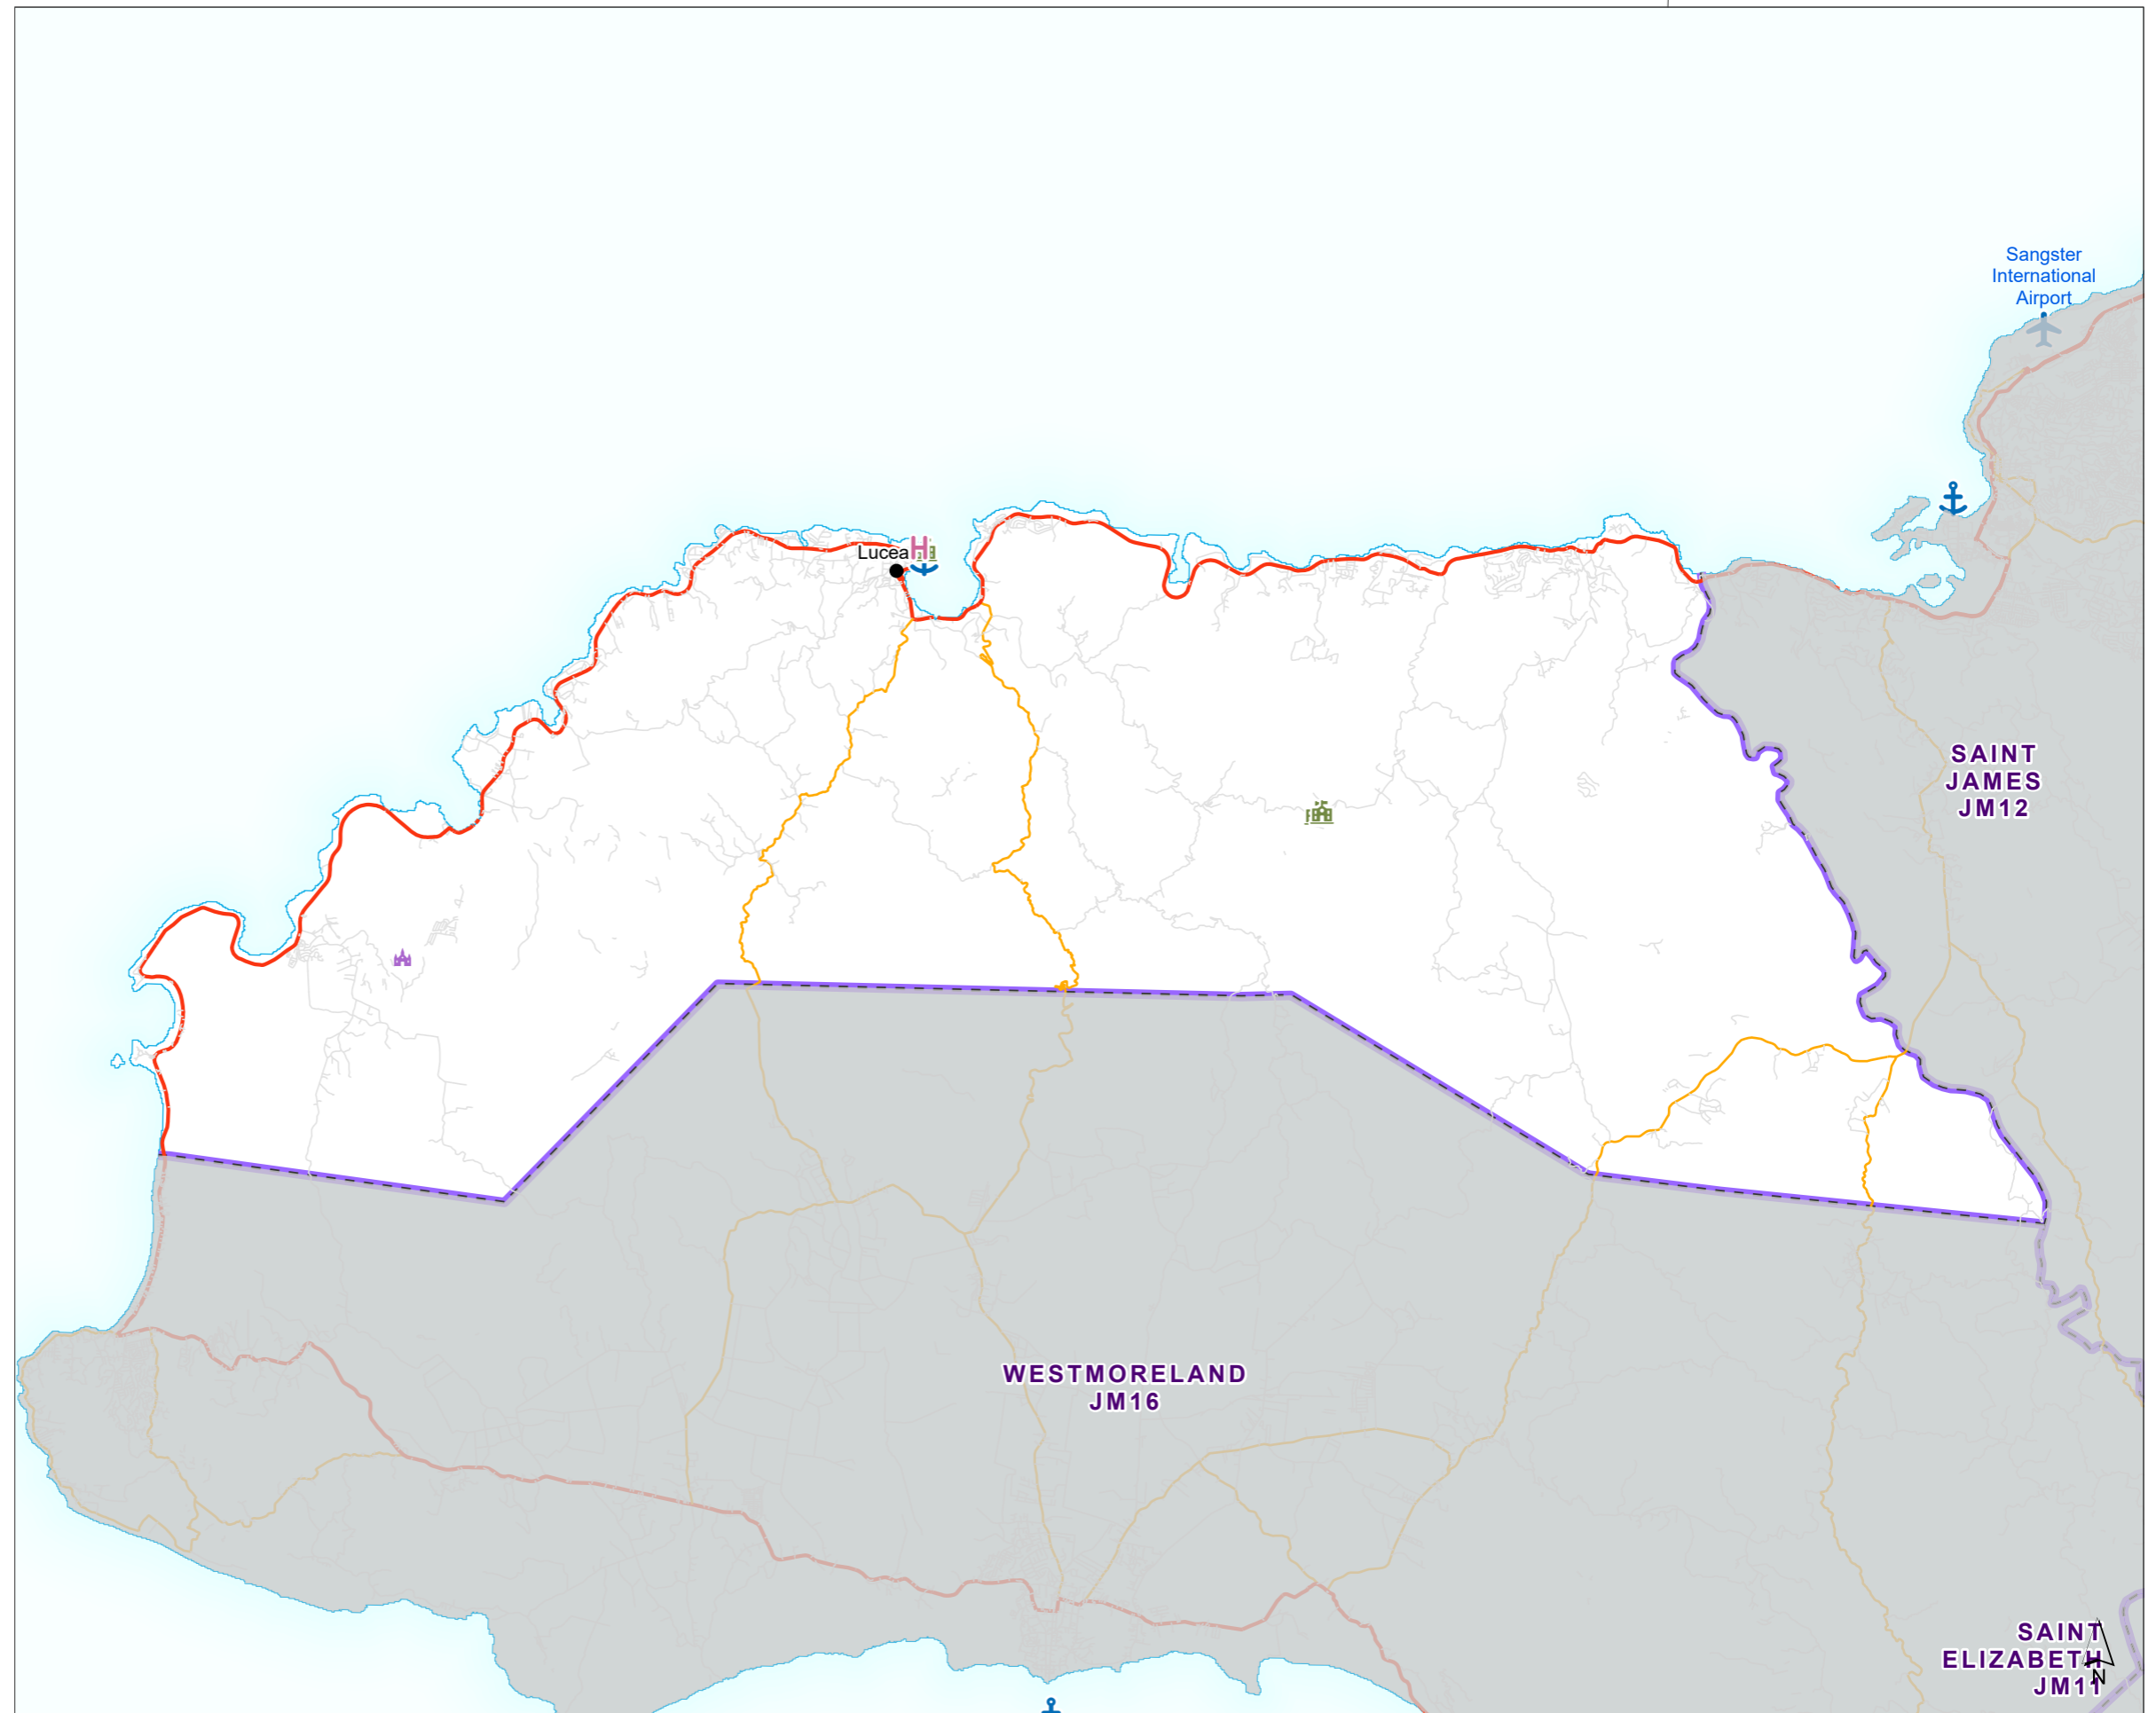 Sangster
International
Airport
Lucea
H
SAINT
JAMES
JM12
WESTMORELAND
JM16
SAINT
ELIZABETH
JM11
N